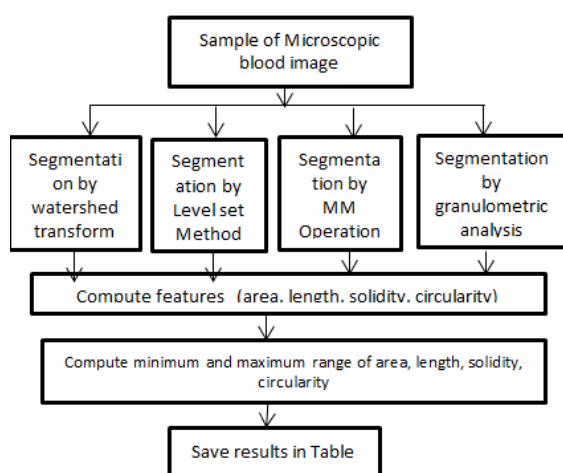 Sample of Microscopic
blood image
Segmentati
on by
watershed
transform
Segment
ation by
Level set
Method
Segmenta
tion by
MM
Operation
Segmentation
by
granulometric
analysis
Compute features (area, length, solidity, circularity)
Compute minimum and maximum range of area, length, solidity,
circularity
Save results in Table